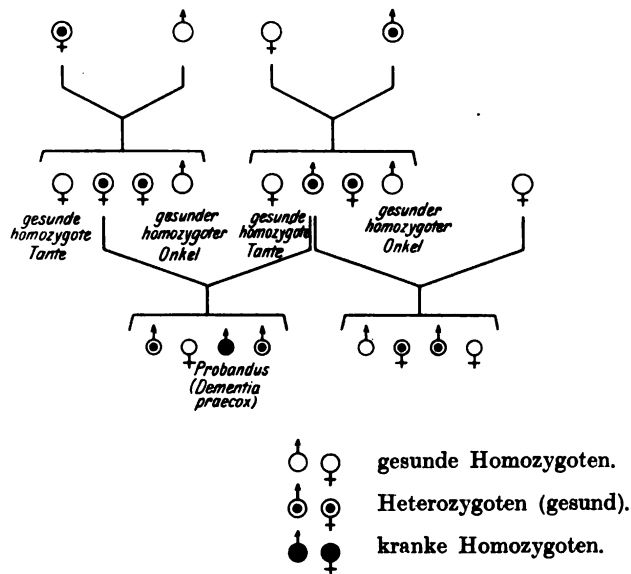 gesunde
homozygote
Tante
gesunder
homozygoter
Onkel
gesunde
homozygote
Tante
gesunder
homozygoter
Onkel
Probandus
(Dementia
praecox)
gesunde Homozygoten.
Heterozygoten (gesund).
kranke Homozygoten.